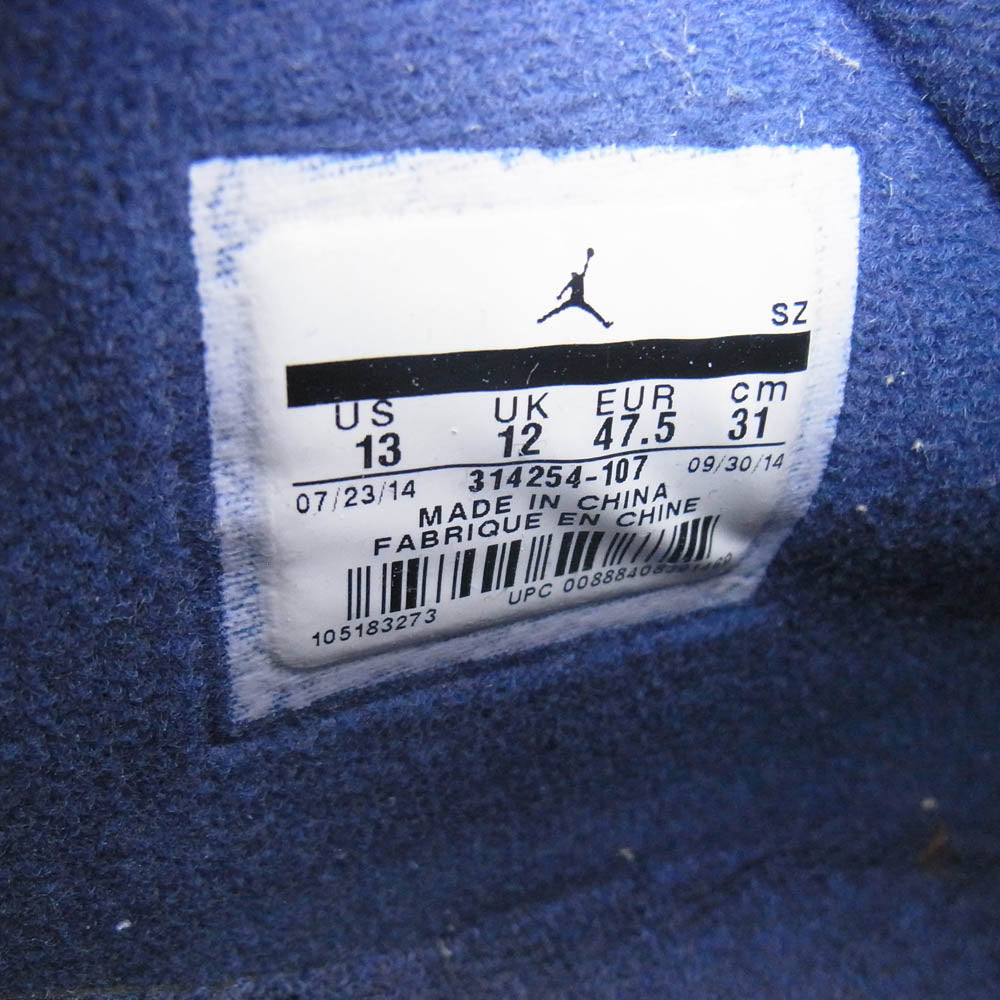 SZ
US UK EUR cm
13 12 47.5 31
07/23/14 314254-107 09/30/14
MADE IN CHINA
FABRIQUE EN CHINE
105183273 UPC